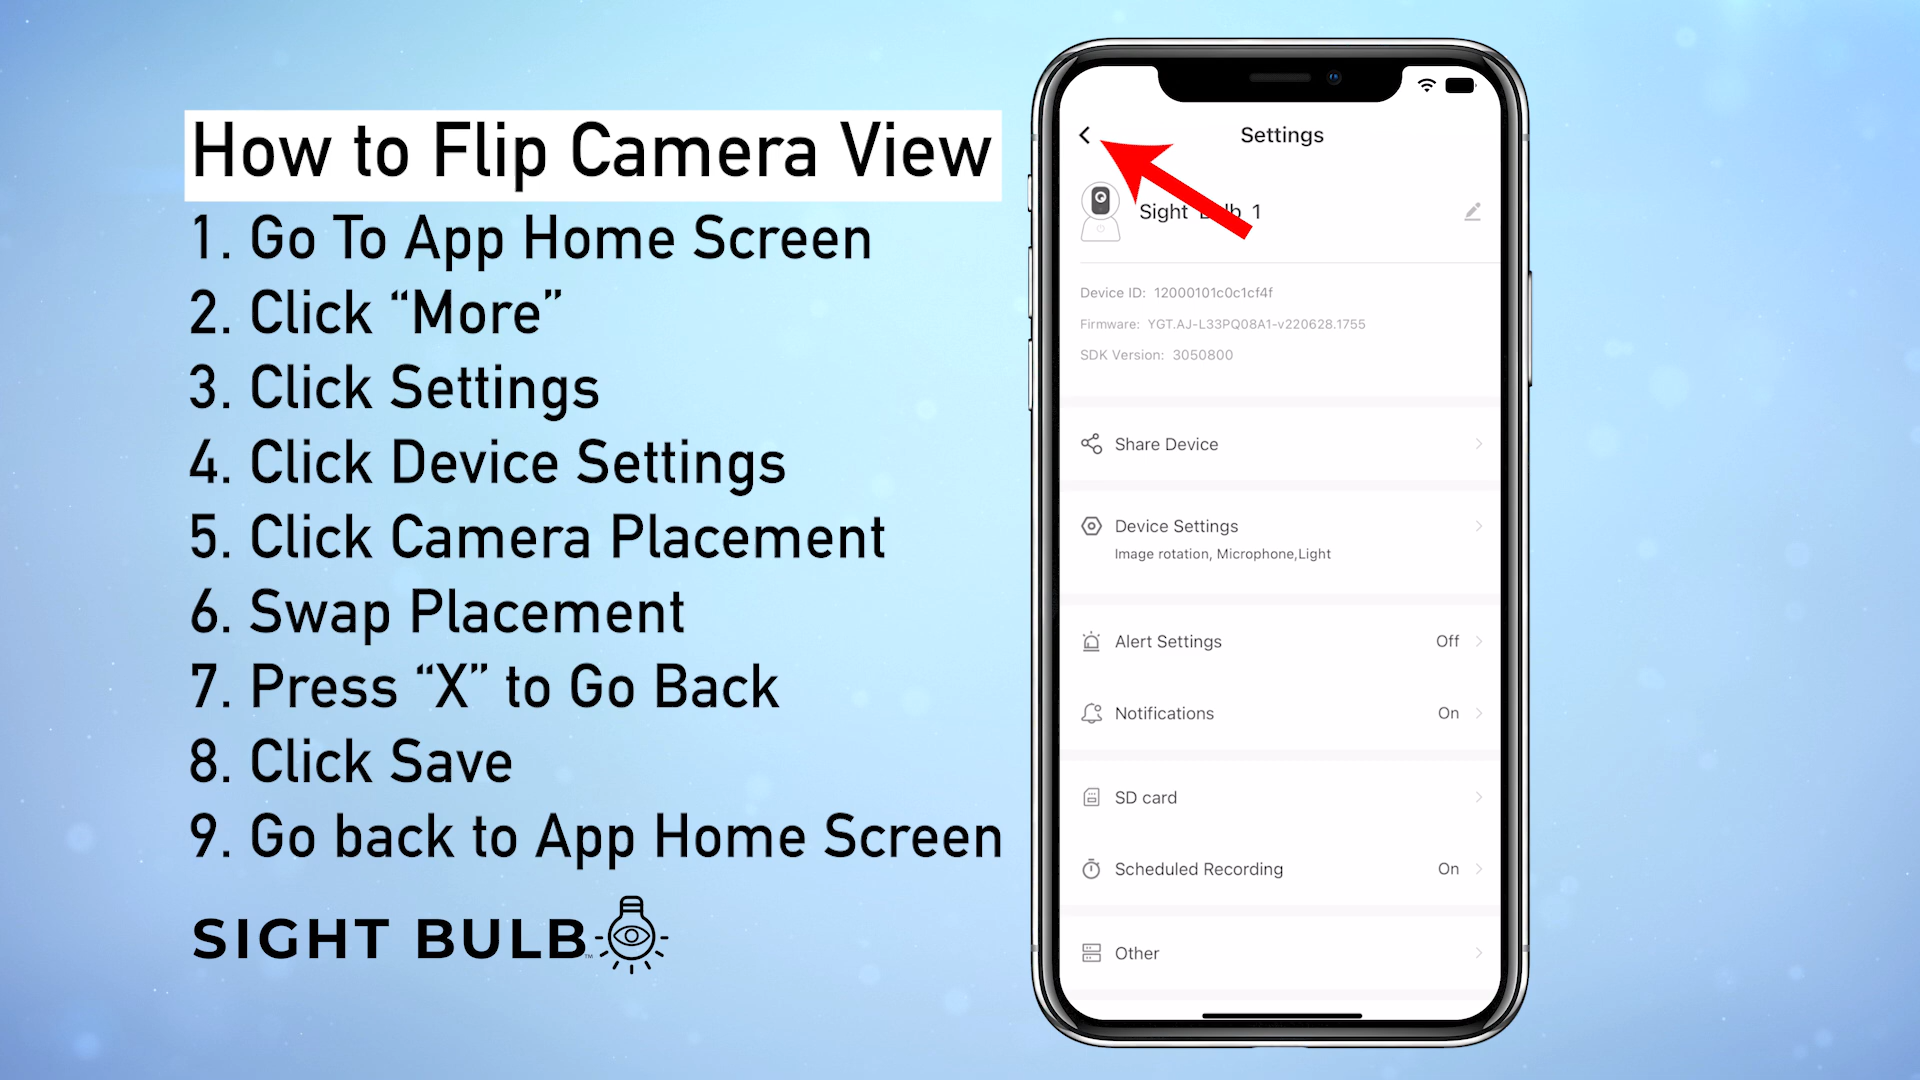 How to Flip Camera View
1. Go To App Home Screen
2. Click “More”
3. Click Settings
4. Click Device Settings
5. Click Camera Placement
6. Swap Placement
7. Press “X” to Go Back
8. Click Save
9. Go back to App Home Screen
SIGHT BULB™
Settings
Sight Bulb 1
Device ID: 12000101c0c1cf4f
Firmware: YGT.AJ-L33PQ08A1-v220628.1755
SDK Version: 3050800
Share Device
Device Settings
Image rotation, Microphone,Light
Alert Settings Off
Notifications On
SD card
Scheduled Recording On
Other